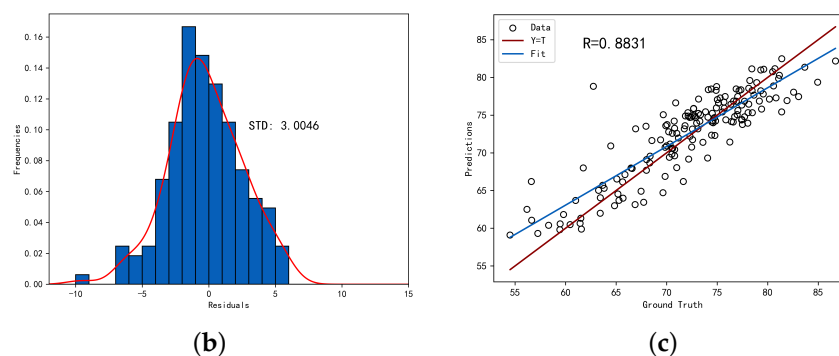 0.16
0.14
0.12
0.10
0.08
0.06
0.04
0.02
0.00
Frequencies
STD: 3.0046
-10
-5
0
5
10
15
Residuals
(b)
Data
Y=T
Fit
R=0.8831
85
80
75
70
65
60
55
Predictions
55
60
65
70
75
80
85
Ground Truth
(c)